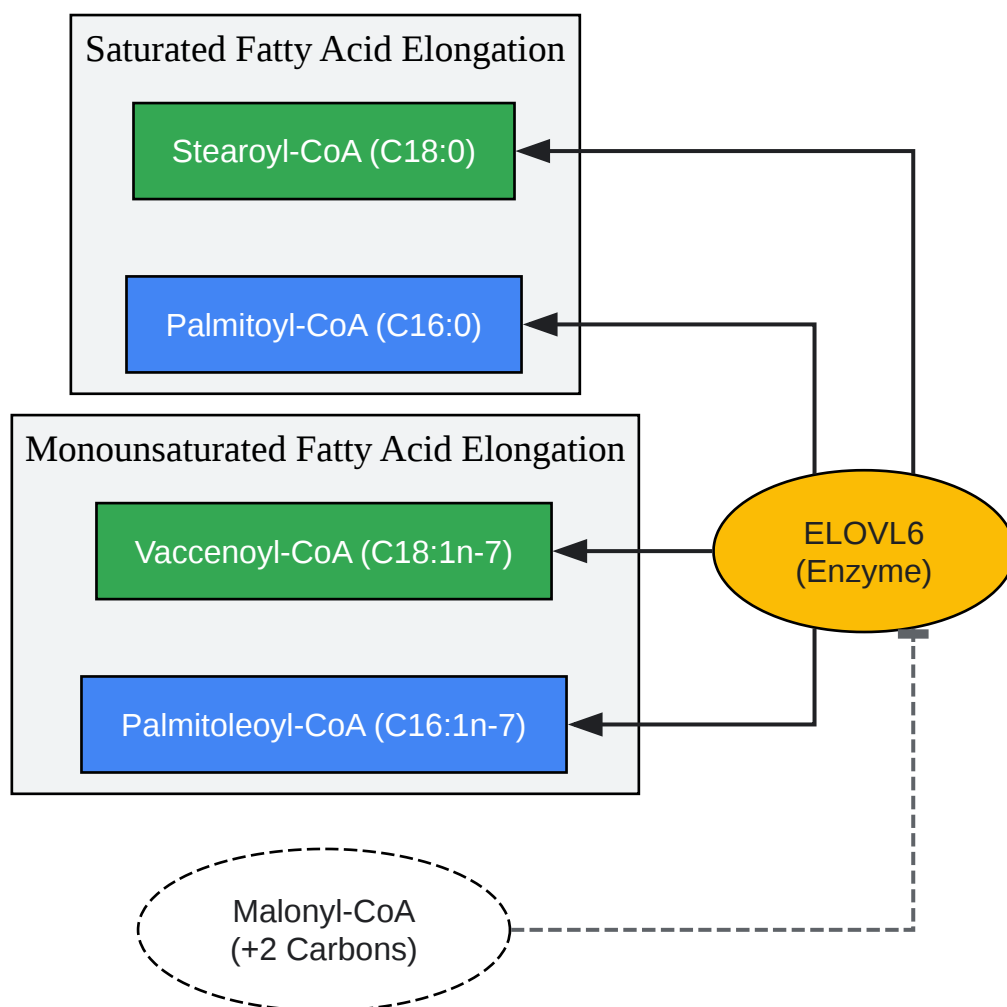 Saturated Fatty Acid Elongation
Stearoyl-CoA (C18:0)
Palmitoyl-CoA (C16:0)
Monounsaturated Fatty Acid Elongation
Vaccenoyl-CoA (C18:1n-7)
ELOVL6
(Enzyme)
Palmitoleoyl-CoA (C16:1n-7)
Malonyl-CoA
(+2 Carbons)